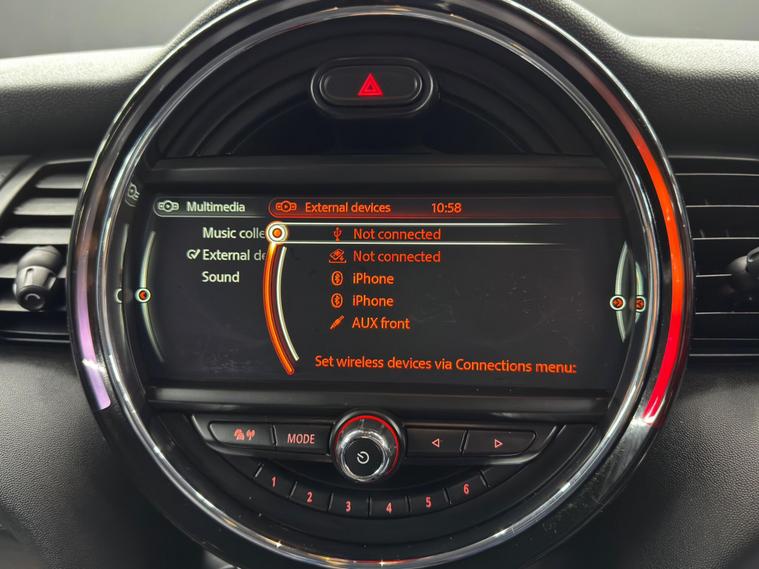 Multimedia External devices 10:58
Music colle Not connected
External de Not connected
Sound iPhone
iPhone
AUX front
Set wireless devices via Connections menu:
MODE
1 2 3 4 5 6